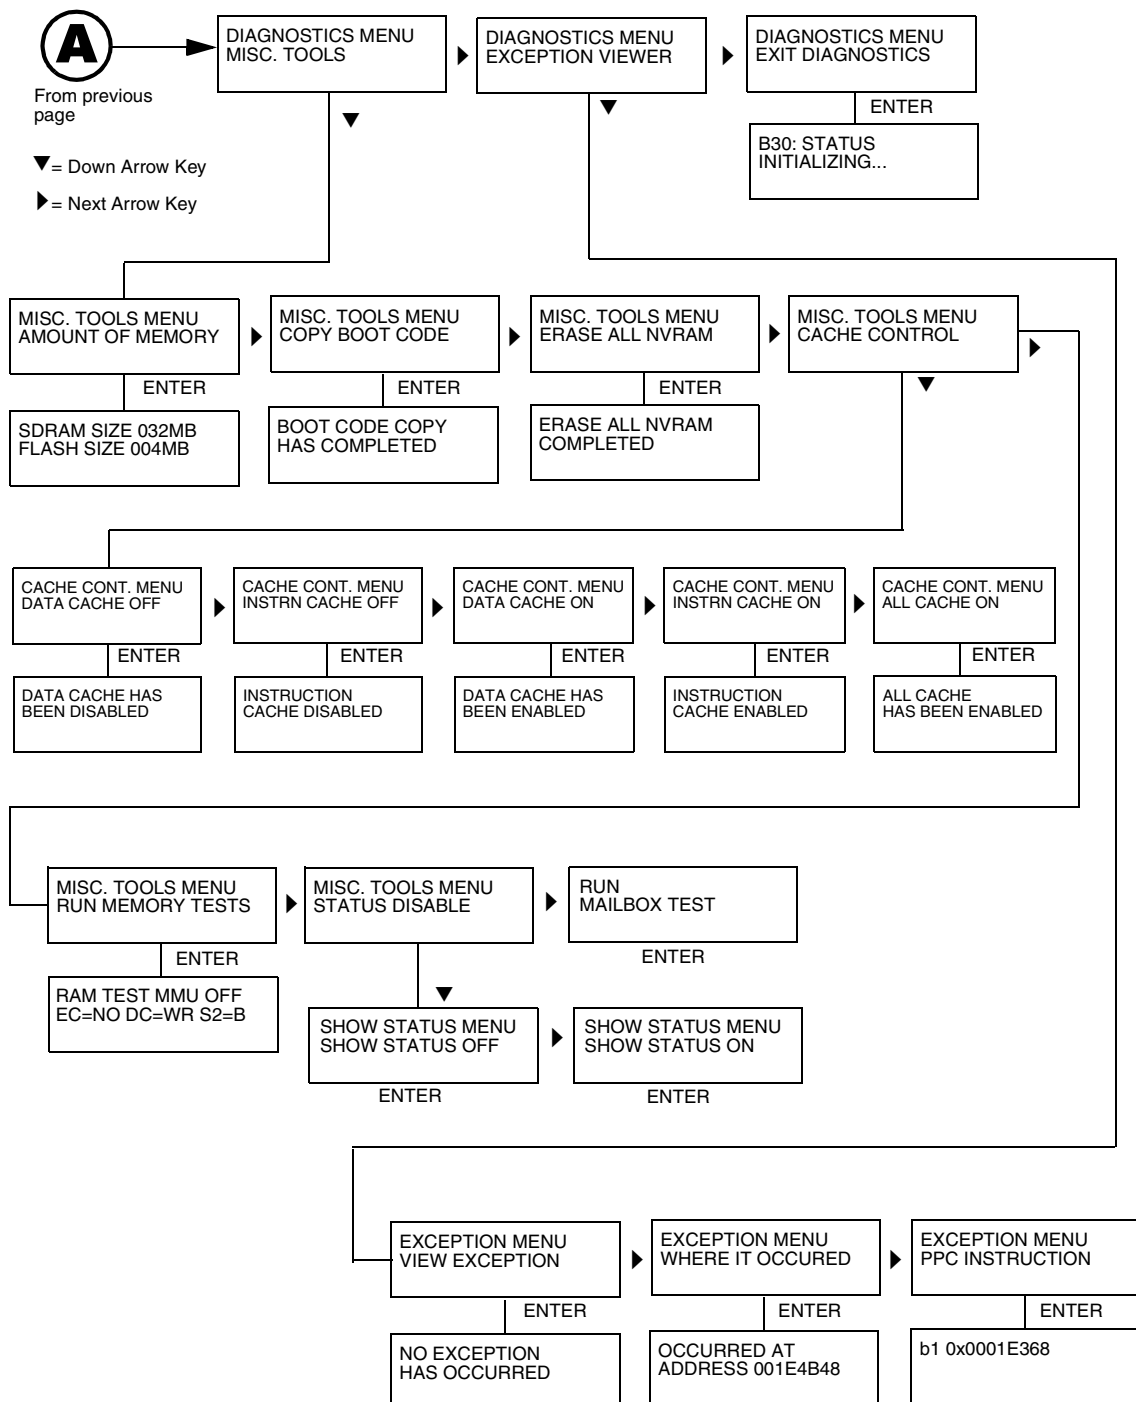 A
From previous
page
▼= Down Arrow Key
▶= Next Arrow Key
DIAGNOSTICS MENU
MISC. TOOLS
DIAGNOSTICS MENU
EXCEPTION VIEWER
DIAGNOSTICS MENU
EXIT DIAGNOSTICS
ENTER
B30: STATUS
INITIALIZING...
MISC. TOOLS MENU
AMOUNT OF MEMORY
ENTER
SDRAM SIZE 032MB
FLASH SIZE 004MB
MISC. TOOLS MENU
COPY BOOT CODE
ENTER
BOOT CODE COPY
HAS COMPLETED
MISC. TOOLS MENU
ERASE ALL NVRAM
ENTER
ERASE ALL NVRAM
COMPLETED
MISC. TOOLS MENU
CACHE CONTROL
CACHE CONT. MENU
DATA CACHE OFF
ENTER
DATA CACHE HAS
BEEN DISABLED
CACHE CONT. MENU
INSTRN CACHE OFF
ENTER
INSTRUCTION
CACHE DISABLED
CACHE CONT. MENU
DATA CACHE ON
ENTER
DATA CACHE HAS
BEEN ENABLED
CACHE CONT. MENU
INSTRN CACHE ON
ENTER
INSTRUCTION
CACHE ENABLED
CACHE CONT. MENU
ALL CACHE ON
ENTER
ALL CACHE
HAS BEEN ENABLED
MISC. TOOLS MENU
RUN MEMORY TESTS
ENTER
RAM TEST MMU OFF
EC=NO DC=WR S2=B
MISC. TOOLS MENU
STATUS DISABLE
RUN
MAILBOX TEST
ENTER
SHOW STATUS MENU
SHOW STATUS OFF
ENTER
SHOW STATUS MENU
SHOW STATUS ON
ENTER
EXCEPTION MENU
VIEW EXCEPTION
ENTER
NO EXCEPTION
HAS OCCURRED
EXCEPTION MENU
WHERE IT OCCURED
ENTER
OCCURRED AT
ADDRESS 001E4B48
EXCEPTION MENU
PPC INSTRUCTION
ENTER
b1 0x0001E368